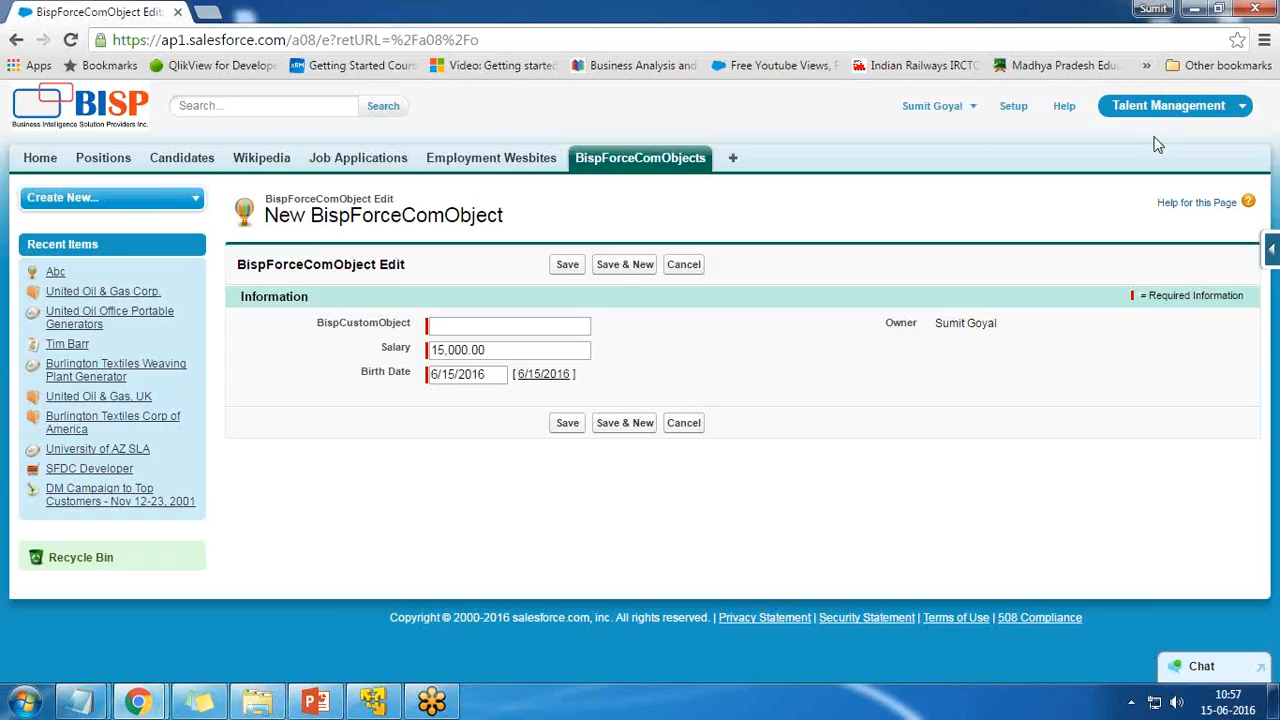 BispForceComObject Edit
Sumit
https://ap1.salesforce.com/a08/e?retURL=%2Fa08%2Fo
Apps
Bookmarks
QlikView for Develope
Getting Started Cours
Video: Getting started
Business Analysis and
Free Youtube Views,
Indian Railways IRCTC
Madhya Pradesh Edu
»
Other bookmarks
BISP
Business Intelligence Solution Providers Inc.
Search...
Search
Sumit Goyal
Setup
Help
Talent Management
Home
Positions
Candidates
Wikipedia
Job Applications
Employment Wesbites
BispForceComObjects
+
Create New...
Recent Items
Abc
United Oil & Gas Corp.
United Oil Office Portable
Generators
Tim Barr
Burlington Textiles Weaving
Plant Generator
United Oil & Gas, UK
Burlington Textiles Corp of
America
University of AZ SLA
SFDC Developer
DM Campaign to Top
Customers - Nov 12-23, 2001
Recycle Bin
BispForceComObject Edit
New BispForceComObject
Help for this Page
BispForceComObject Edit
Save
Save & New
Cancel
Information
= Required Information
BispCustomObject
Owner
Sumit Goyal
Salary
15,000.00
Birth Date
6/15/2016
[ 6/15/2016 ]
Save
Save & New
Cancel
Copyright © 2000-2016 salesforce.com, inc. All rights reserved. | Privacy Statement | Security Statement | Terms of Use | 508 Compliance
Chat
10:57
15-06-2016